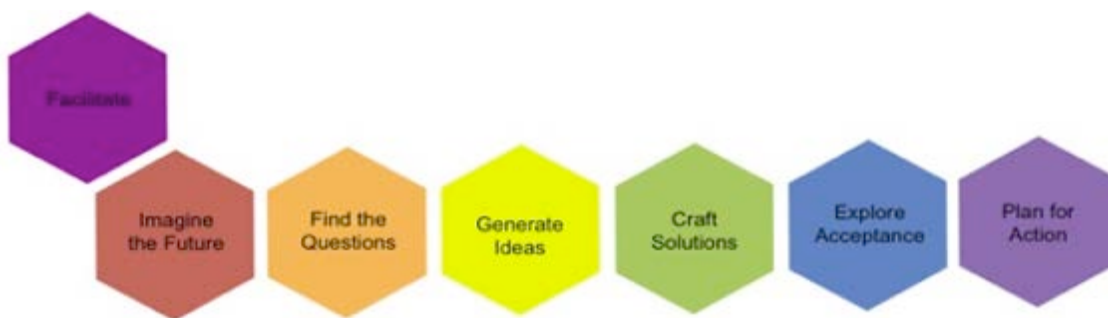 Facilitate
Imagine
the Future
Find the
Questions
Generate
Ideas
Craft
Solutions
Explore
Acceptance
Plan for
Action